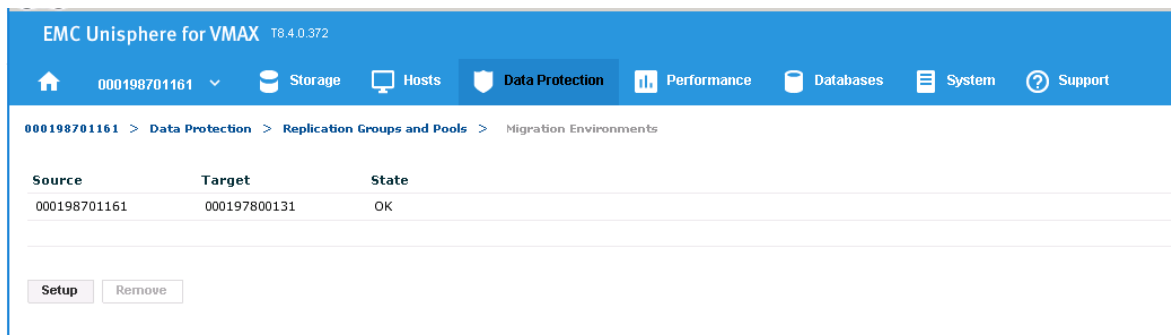 EMC Unisphere for VMAX T8.4.0.372
000198701161 Storage Hosts Data Protection Performance Databases System Support
000198701161 > Data Protection > Replication Groups and Pools > Migration Environments
Source Target State
000198701161 000197800131 OK
Setup Remove